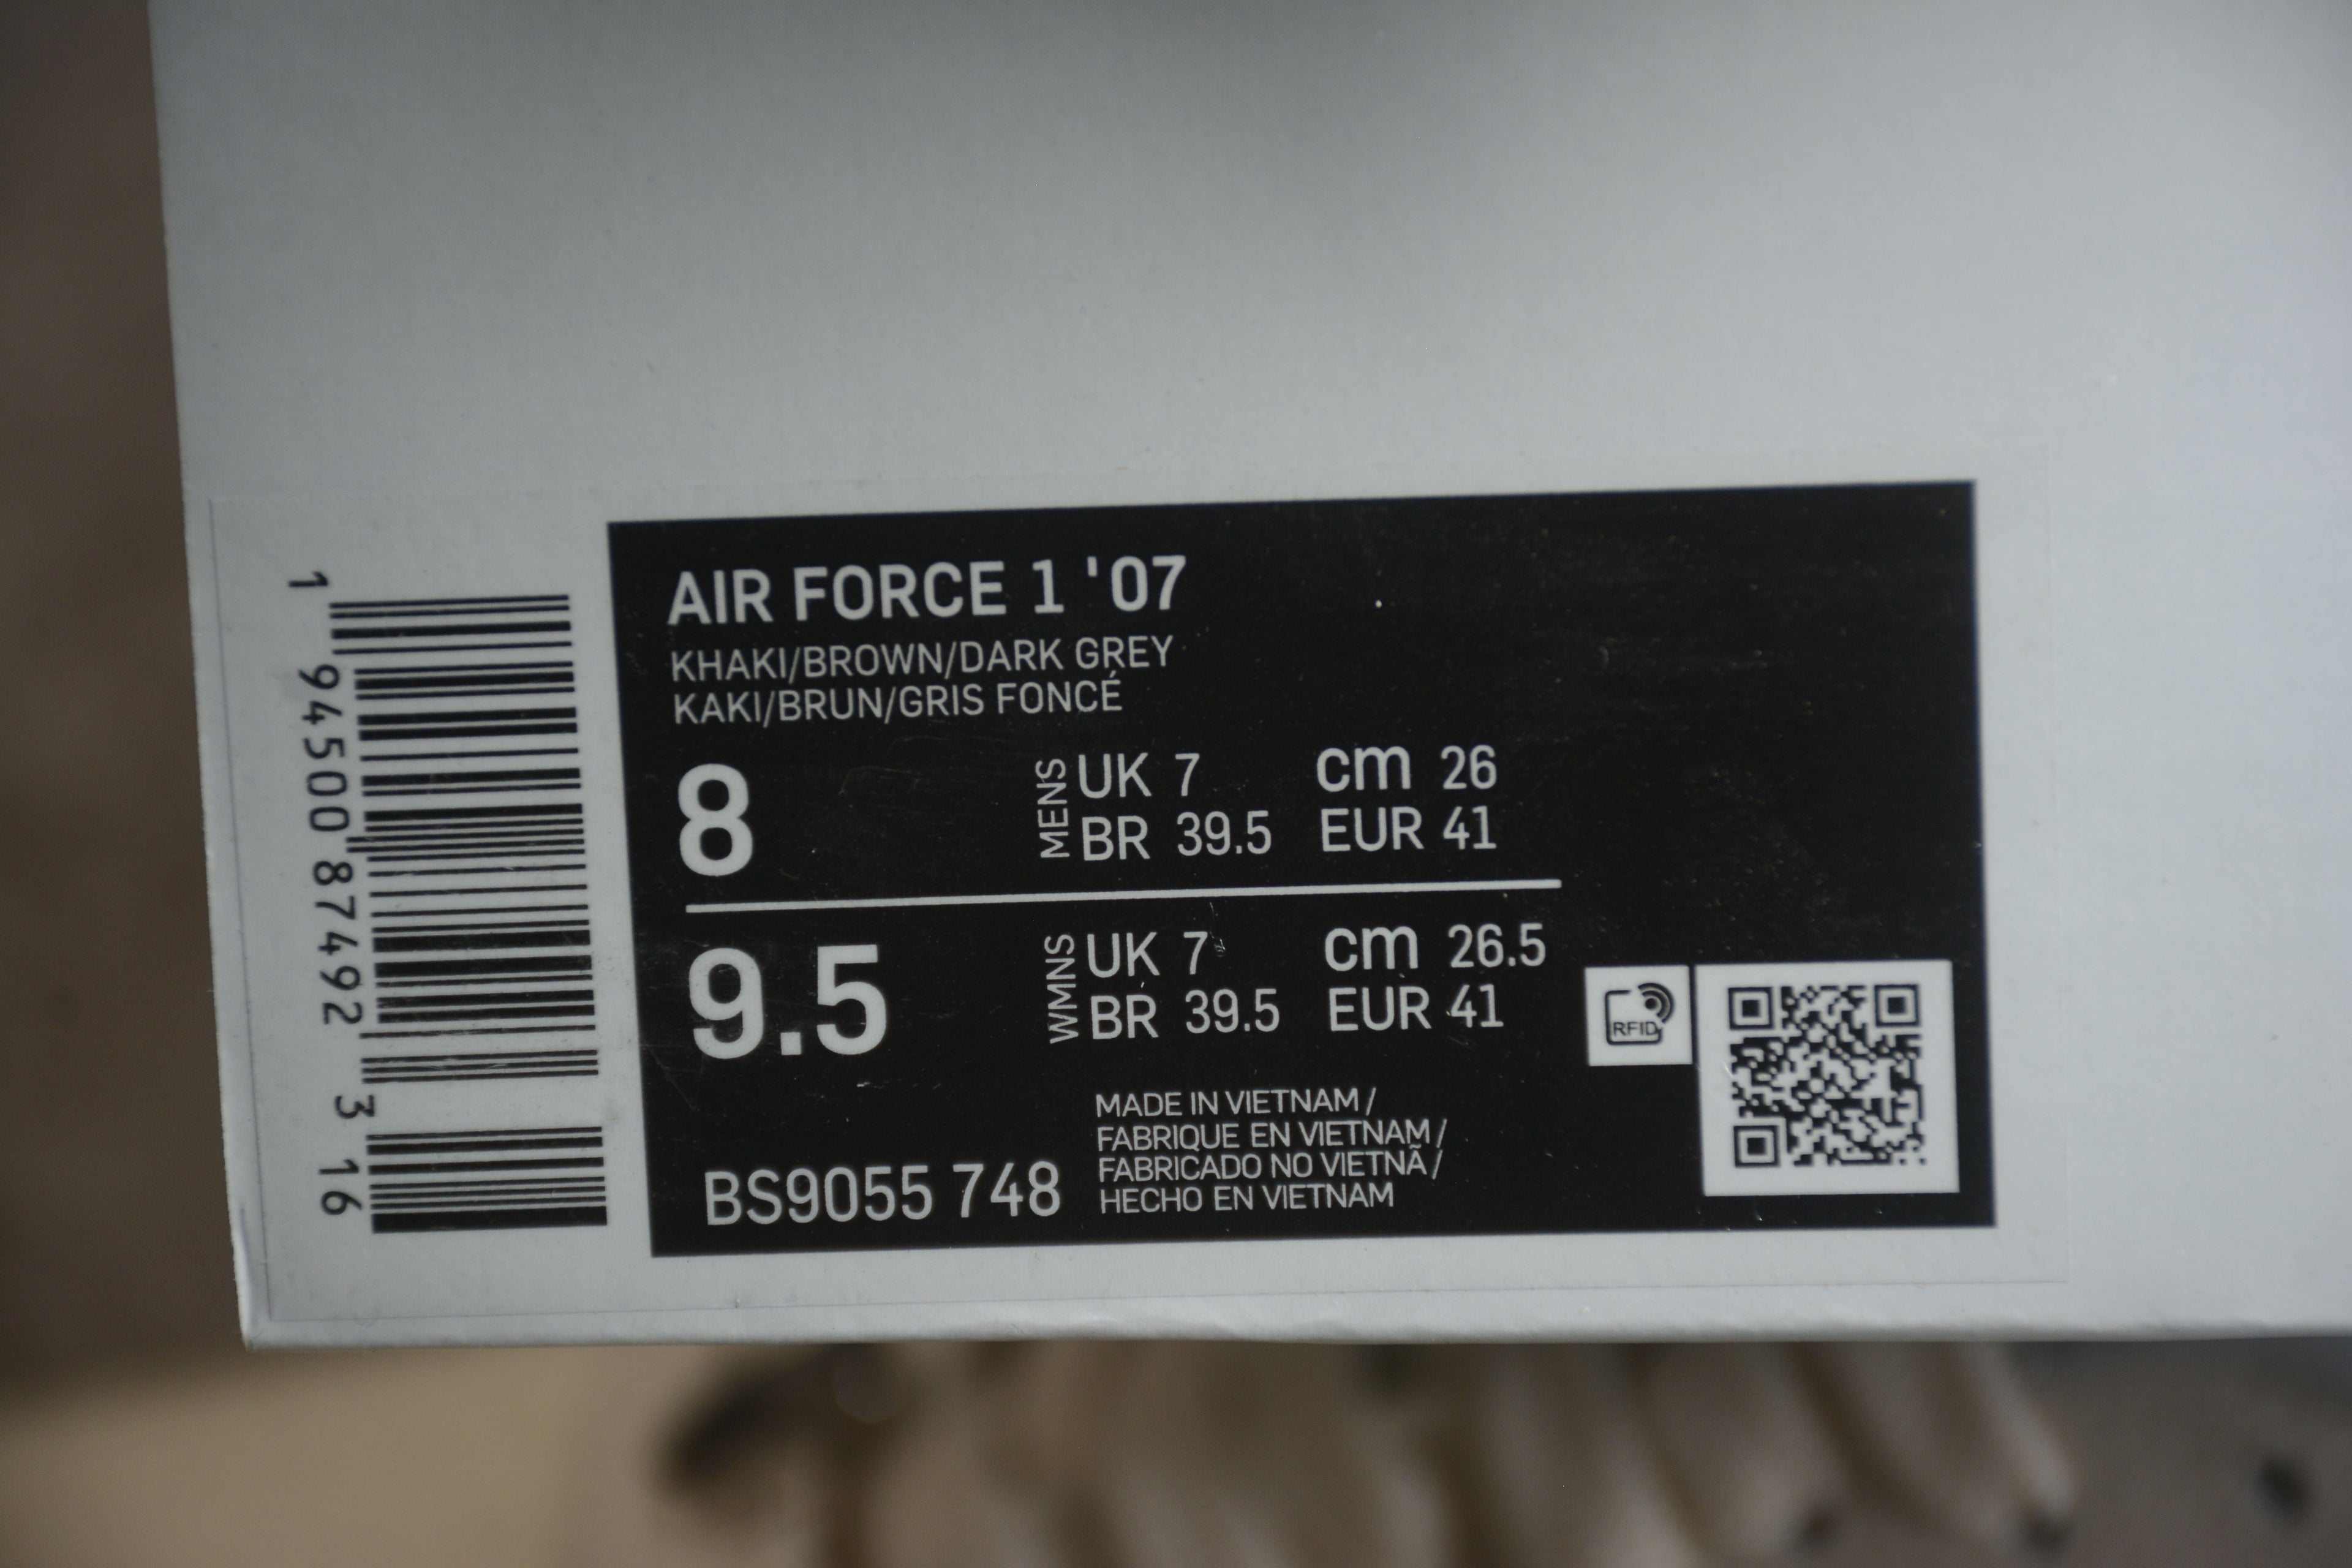 AIR FORCE 1 '07
KHAKI/BROWN/DARK GREY
KAKI/BRUN/GRIS FONCÉ
8
MENS
UK 7 cm 26
BR 39.5 EUR 41
9.5
WMNS
UK 7 cm 26.5
BR 39.5 EUR 41
MADE IN VIETNAM /
FABRIQUE EN VIETNAM /
FABRICADO NO VIETNÃ /
HECHO EN VIETNAM
BS9055 748
RFID
1 94500 87492 3 16